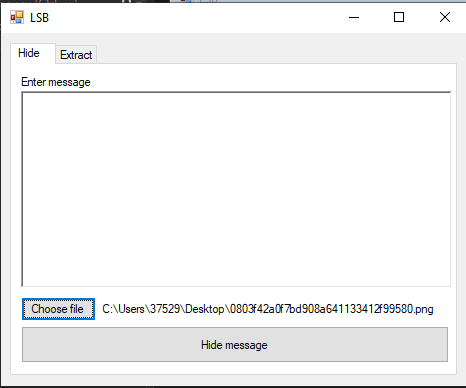 LSB
Hide Extract
Enter message
Choose file C:\Users\37529\Desktop\0803f42a0f7bd908a641133412f99580.png
Hide message